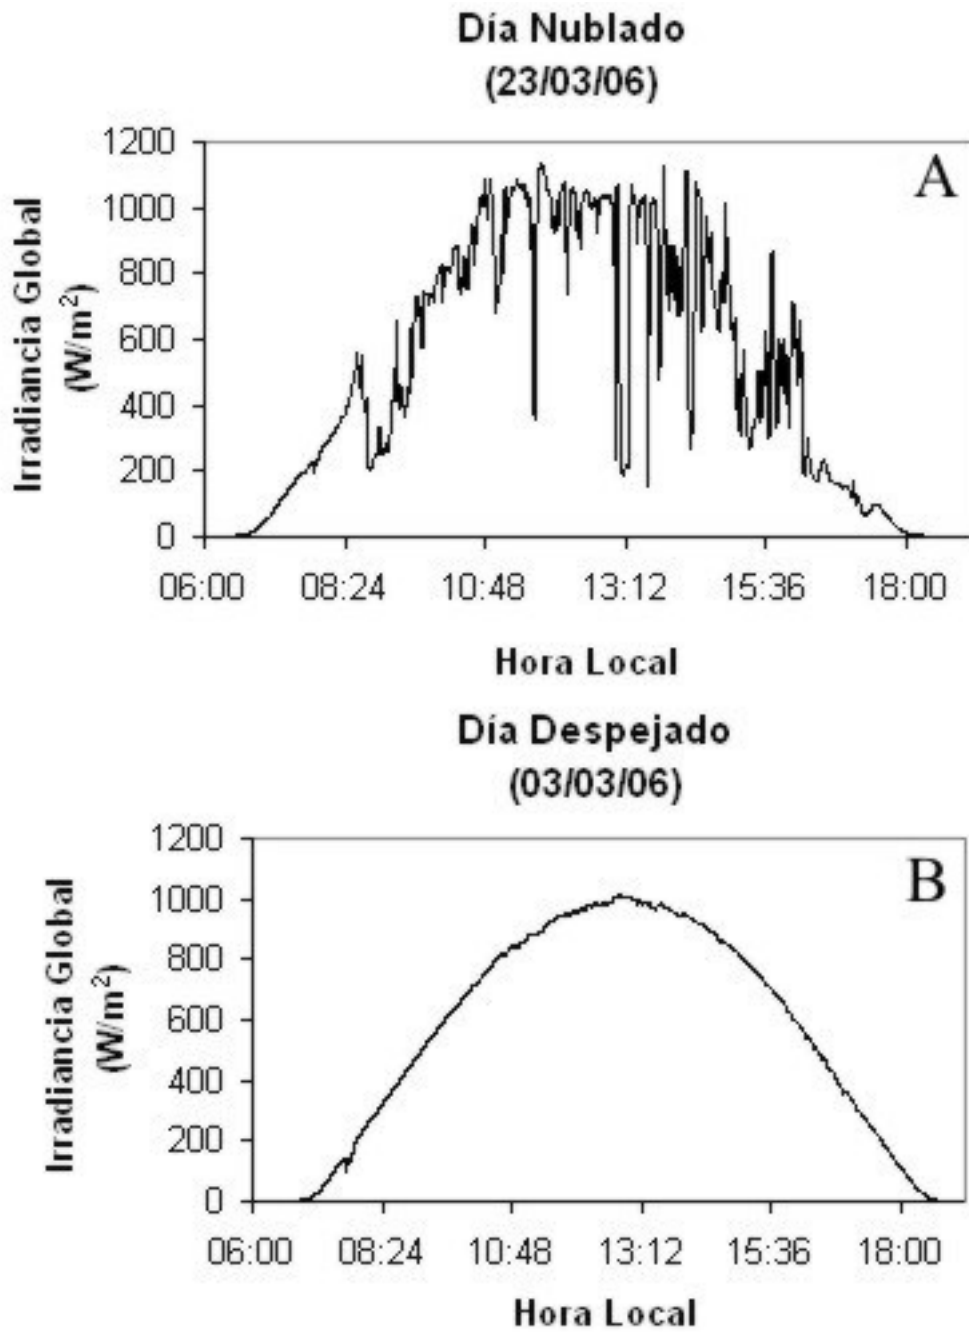 Día Nublado
(23/03/06)
A
Irradiancia Global
(W/m²)
1200
1000
800
600
400
200
0
06:00 08:24 10:48 13:12 15:36 18:00
Hora Local
Día Despejado
(03/03/06)
B
Irradiancia Global
(W/m²)
1200
1000
800
600
400
200
0
06:00 08:24 10:48 13:12 15:36 18:00
Hora Local